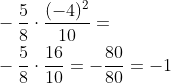 -\frac{5}{8} \cdot \frac{(-4)^2}{10} =
-\frac{5}{8} \cdot \frac{16}{10} = -\frac{80}{80} = -1